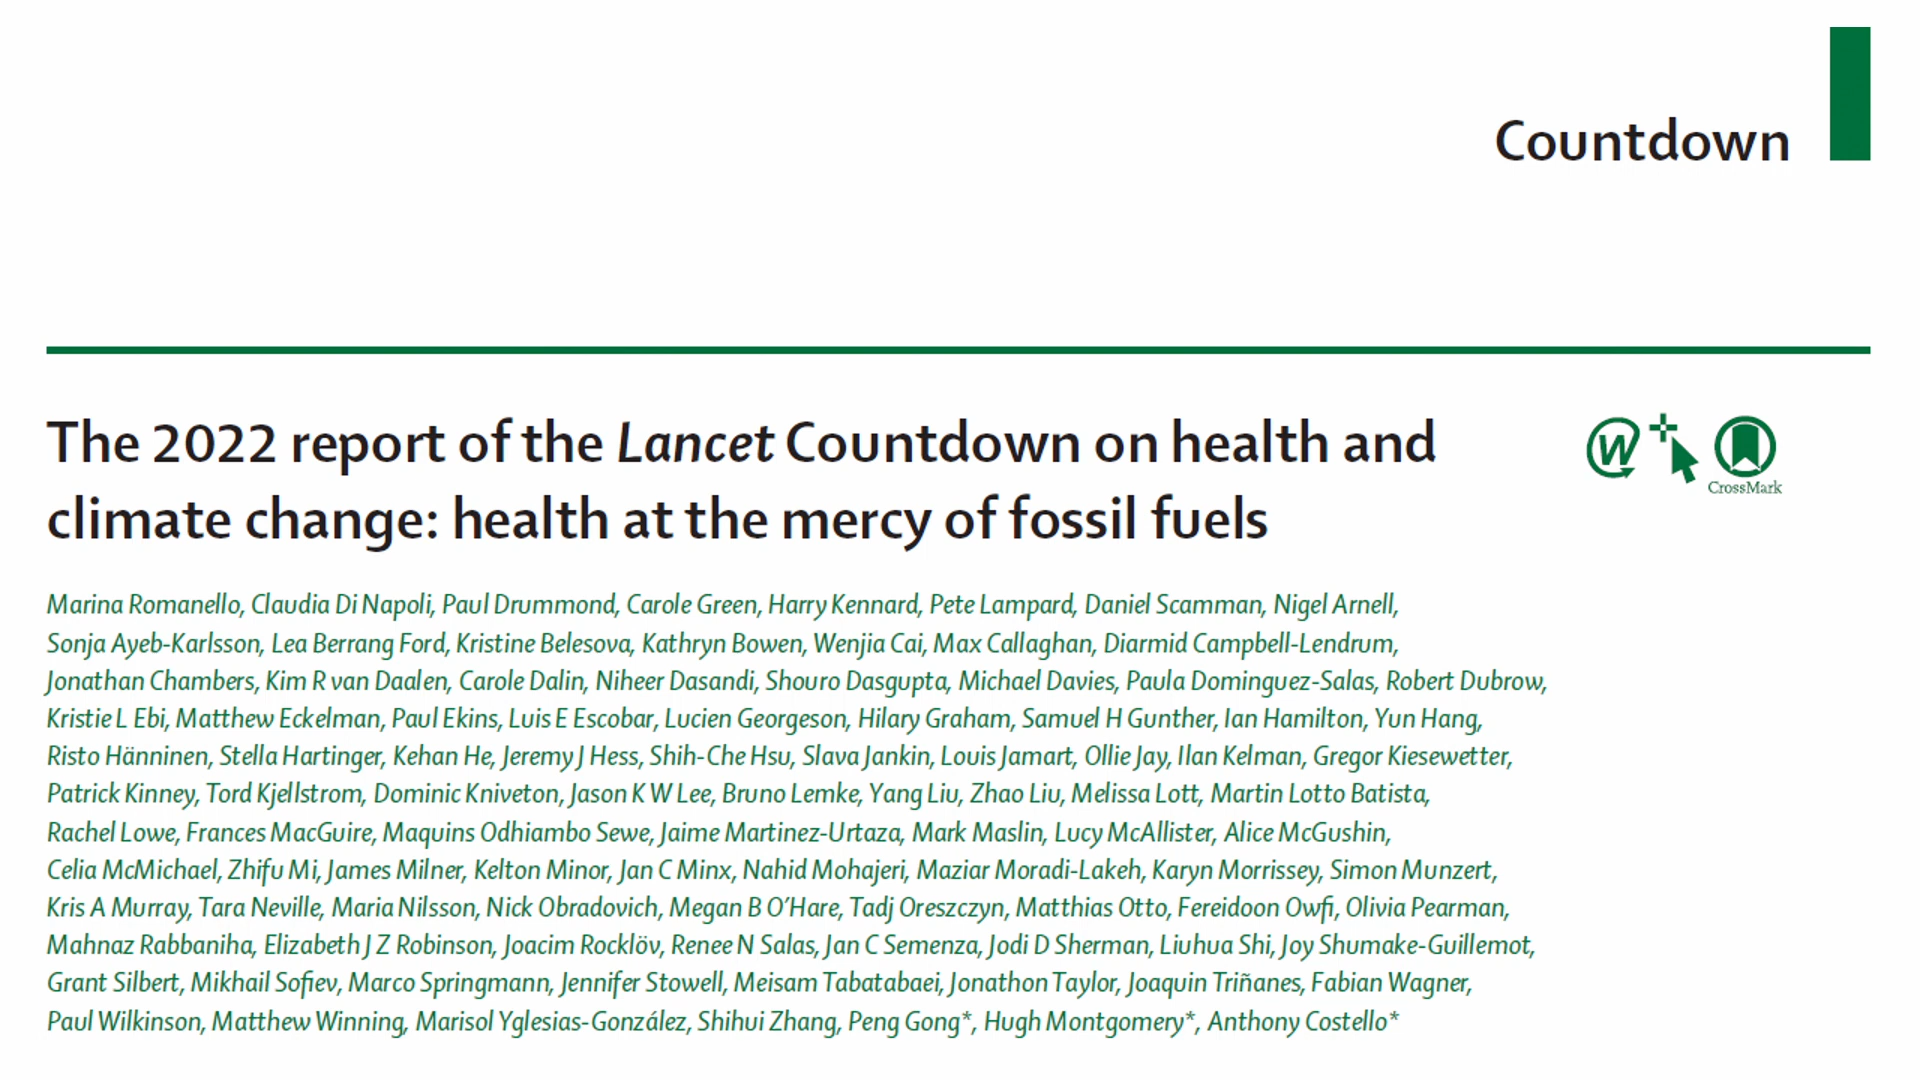 Countdown
The 2022 report of the Lancet Countdown on health and
climate change: health at the mercy of fossil fuels
W
CrossMark
Marina Romanello, Claudia Di Napoli, Paul Drummond, Carole Green, Harry Kennard, Pete Lampard, Daniel Scamman, Nigel Arnell,
Sonja Ayeb-Karlsson, Lea Berrang Ford, Kristine Belesova, Kathryn Bowen, Wenjia Cai, Max Callaghan, Diarmid Campbell-Lendrum,
Jonathan Chambers, Kim R van Daalen, Carole Dalin, Niheer Dasandi, Shouro Dasgupta, Michael Davies, Paula Dominguez-Salas, Robert Dubrow,
Kristie L Ebi, Matthew Eckelman, Paul Ekins, Luis E Escobar, Lucien Georgeson, Hilary Graham, Samuel H Gunther, Ian Hamilton, Yun Hang,
Risto Hänninen, Stella Hartinger, Kehan He, Jeremy J Hess, Shih-Che Hsu, Slava Jankin, Louis Jamart, Ollie Jay, Ilan Kelman, Gregor Kiesewetter,
Patrick Kinney, Tord Kjellstrom, Dominic Kniveton, Jason K W Lee, Bruno Lemke, Yang Liu, Zhao Liu, Melissa Lott, Martin Lotto Batista,
Rachel Lowe, Frances MacGuire, Maquins Odhiambo Sewe, Jaime Martinez-Urtaza, Mark Maslin, Lucy McAllister, Alice McGushin,
Celia McMichael, Zhifu Mi, James Milner, Kelton Minor, Jan C Minx, Nahid Mohajeri, Maziar Moradi-Lakeh, Karyn Morrissey, Simon Munzert,
Kris A Murray, Tara Neville, Maria Nilsson, Nick Obradovich, Megan B O’Hare, Tadj Oreszczyn, Matthias Otto, Fereidoon Owfi, Olivia Pearman,
Mahnaz Rabbaniha, Elizabeth J Z Robinson, Joacim Rocklöv, Renee N Salas, Jan C Semenza, Jodi D Sherman, Liuhua Shi, Joy Shumake-Guillemot,
Grant Silbert, Mikhail Sofiev, Marco Springmann, Jennifer Stowell, Meisam Tabatabaei, Jonathon Taylor, Joaquin Triñanes, Fabian Wagner,
Paul Wilkinson, Matthew Winning, Marisol Yglesias-González, Shihui Zhang, Peng Gong*, Hugh Montgomery*, Anthony Costello*